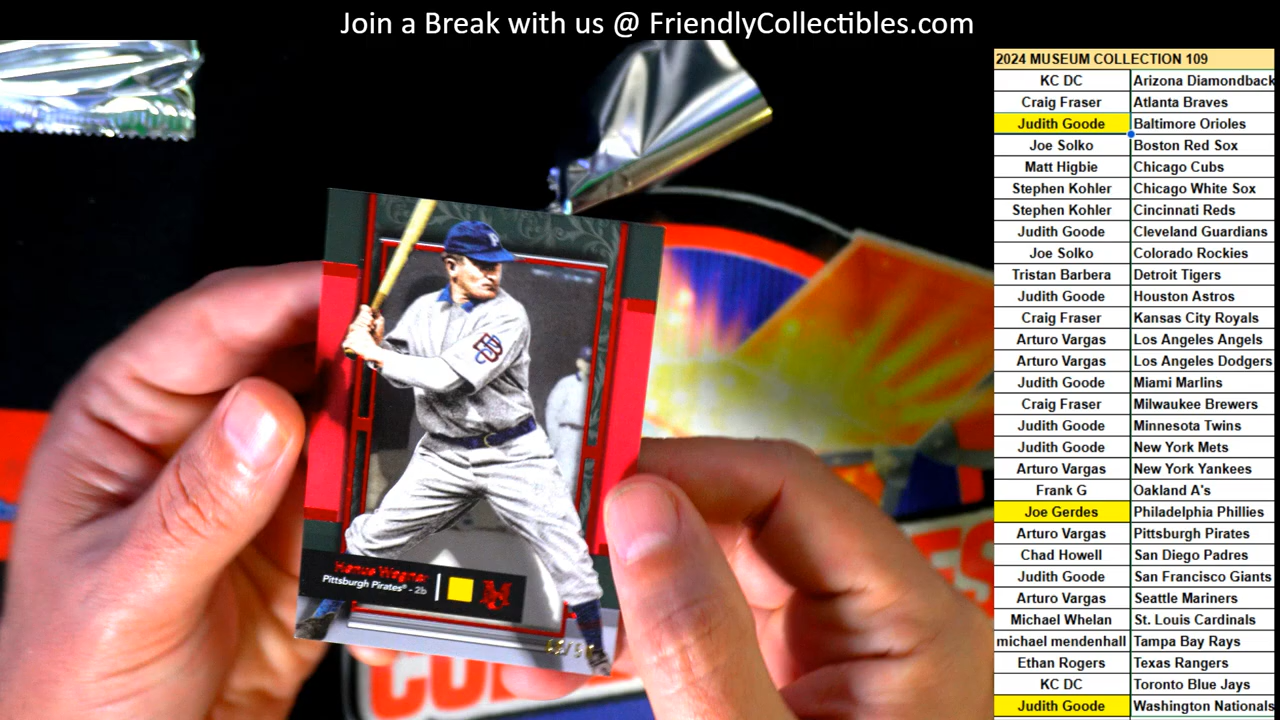 Join a Break with us @ FriendlyCollectibles.com
2024 MUSEUM COLLECTION 109
KC DC Arizona Diamondback
Craig Fraser Atlanta Braves
Judith Goode Baltimore Orioles
Joe Solko Boston Red Sox
Matt Higbie Chicago Cubs
Stephen Kohler Chicago White Sox
Stephen Kohler Cincinnati Reds
Judith Goode Cleveland Guardians
Joe Solko Colorado Rockies
Tristan Barbera Detroit Tigers
Judith Goode Houston Astros
Craig Fraser Kansas City Royals
Arturo Vargas Los Angeles Angels
Arturo Vargas Los Angeles Dodgers
Judith Goode Miami Marlins
Craig Fraser Milwaukee Brewers
Judith Goode Minnesota Twins
Judith Goode New York Mets
Arturo Vargas New York Yankees
Frank G Oakland A's
Joe Gerdes Philadelphia Phillies
Arturo Vargas Pittsburgh Pirates
Chad Howell San Diego Padres
Judith Goode San Francisco Giants
Arturo Vargas Seattle Mariners
Michael Whelan St. Louis Cardinals
michael mendenhall Tampa Bay Rays
Ethan Rogers Texas Rangers
KC DC Toronto Blue Jays
Judith Goode Washington Nationals
P
Honus Wagner
Pittsburgh Pirates® - 2b
M